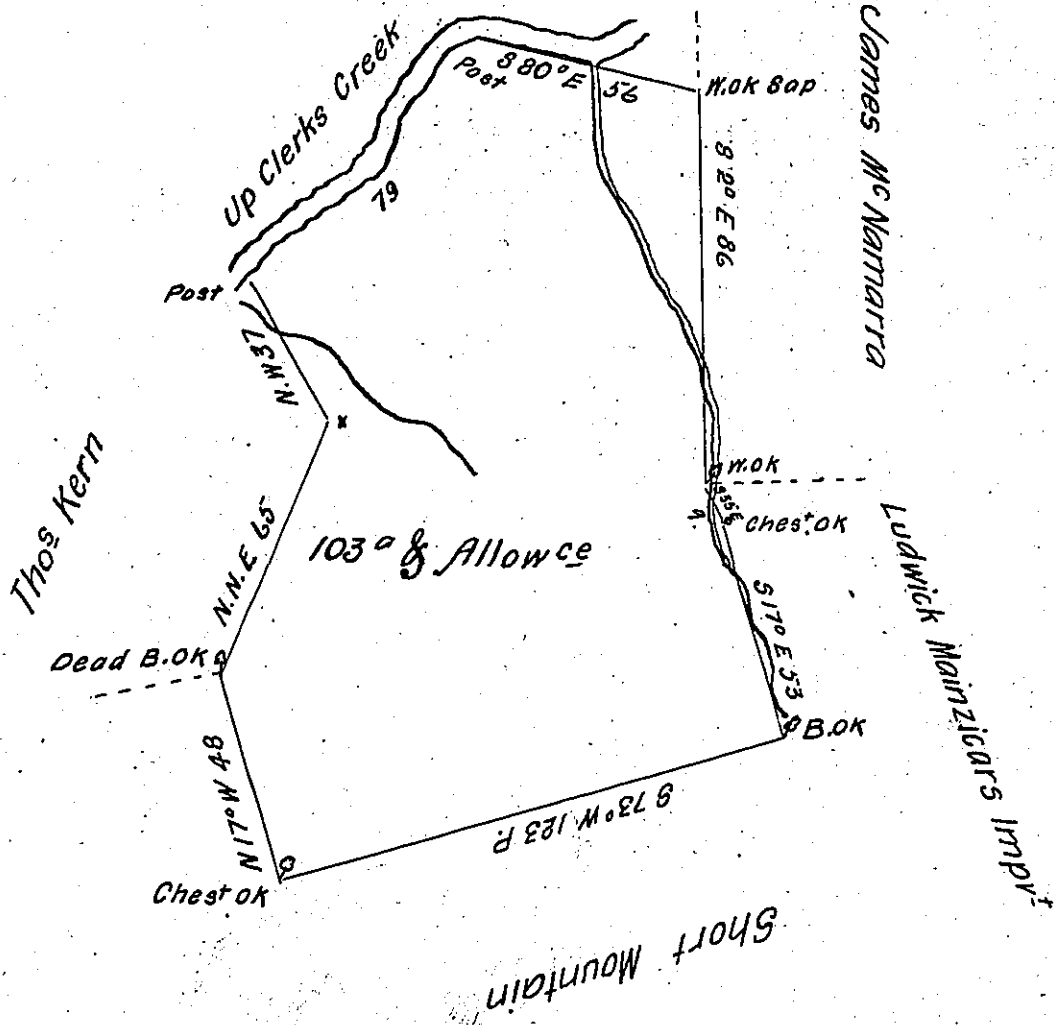 Up Clerks Creek
Post
S 80° E
56
W.ok Sap
James McNamarra
S 2° E 86
79
Post
N.W 37
x
Thos Kern
N.N.E 65
103 a & Allowce
W.ok
Chest.ok
Ludwick Mainzicars Impvt
S 17° E 53
Dead B.ok
B.ok
N 17° W 48
S 73° W 123 P.
Chest ok
Short Mountain